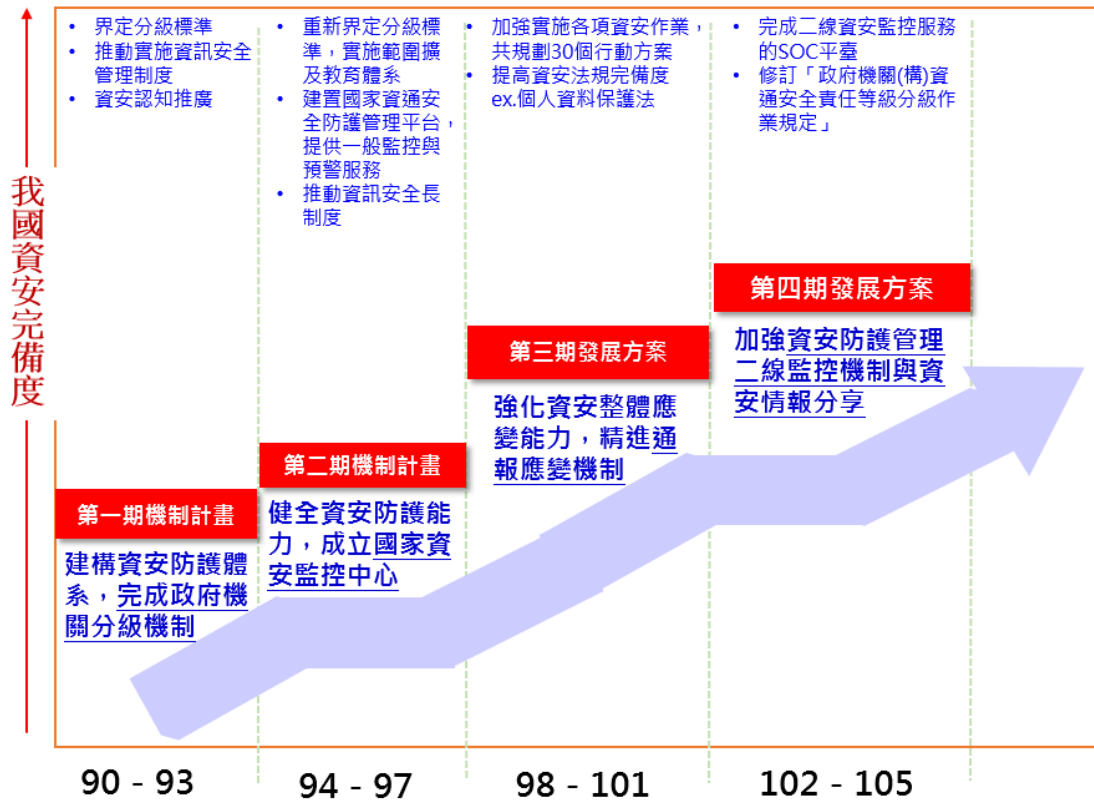 我國資安完備度
• 界定分級標準
• 推動實施資訊安全
管理制度
• 資安認知推廣
• 重新界定分級標
準，實施範圍擴
及教育體系
• 建置國家資通安
全防護管理平台，
提供一般監控與
預警服務
• 推動資訊安全長
制度
• 加強實施各項資安作業，
共規劃30個行動方案
• 提高資安法規完備度
ex.個人資料保護法
• 完成二線資安監控服務
的SOC平臺
• 修訂「政府機關(構)資
通安全責任等級分級作
業規定」
第一期機制計畫
建構資安防護體
系，完成政府機
關分級機制
第二期機制計畫
健全資安防護能
力，成立國家資
安監控中心
第三期發展方案
強化資安整體應
變能力，精進通
報應變機制
第四期發展方案
加強資安防護管理
二線監控機制與資
安情報分享
90 - 93
94 - 97
98 - 101
102 - 105